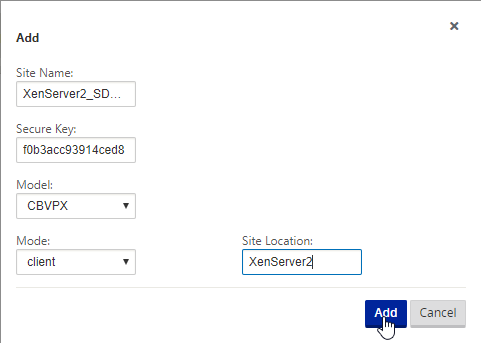 Add
Site Name:
XenServer2_SD...
Secure Key:
f0b3acc93914ced8
Model:
CBVPX
Mode:
Site Location:
client
XenServer2
Add
Cancel